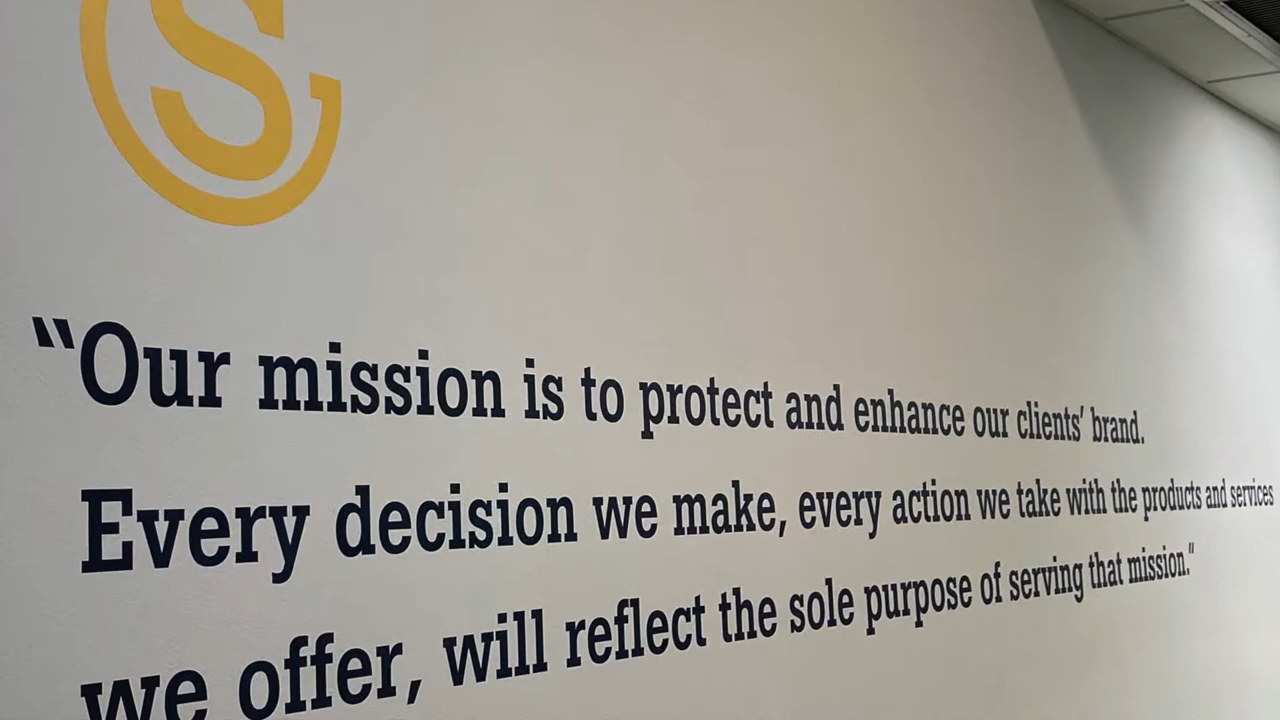 CS
“Our mission is to protect and enhance our clients’ brand.
Every decision we make, every action we take with the products and services
we offer, will reflect the sole purpose of serving that mission.”